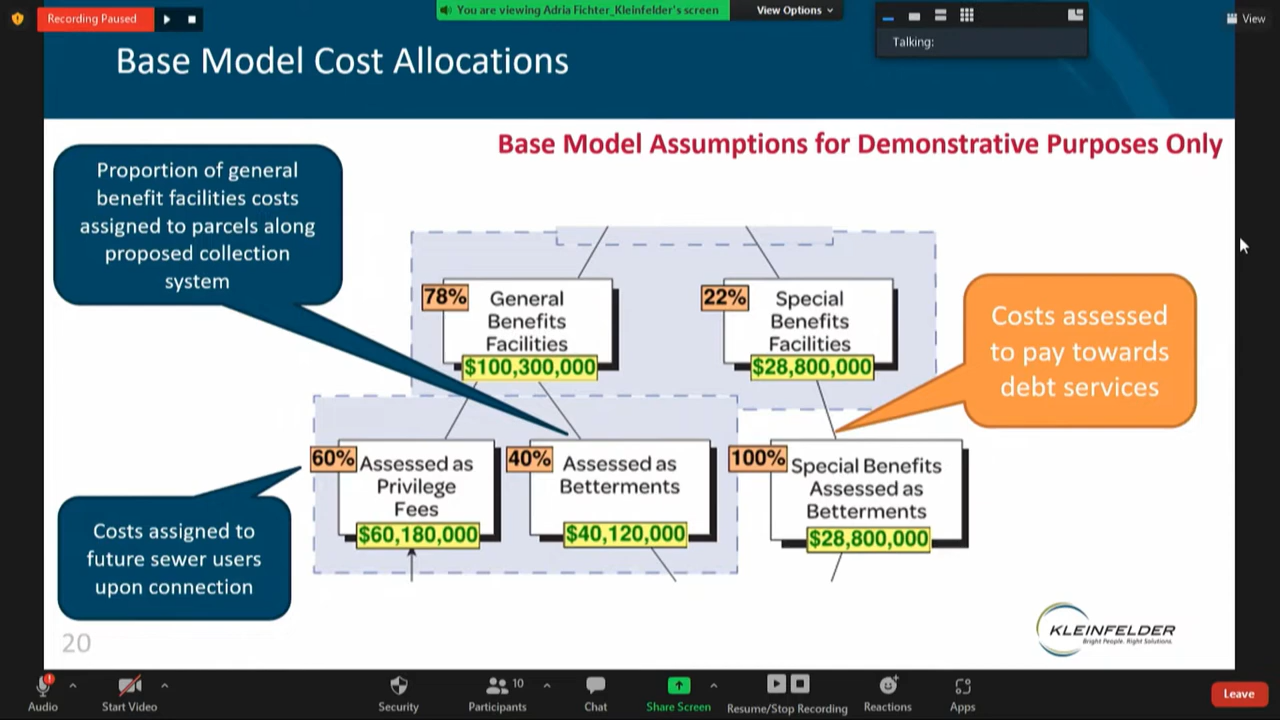 Recording Paused
You are viewing Adria Fichter_Kleinfelder's screen
View Options
Talking:
View
Base Model Cost Allocations
Base Model Assumptions for Demonstrative Purposes Only
Proportion of general
benefit facilities costs
assigned to parcels along
proposed collection
system
78%
General
Benefits
Facilities
$100,300,000
22%
Special
Benefits
Facilities
$28,800,000
Costs assessed
to pay towards
debt services
60%
Assessed as
Privilege
Fees
$60,180,000
40%
Assessed as
Betterments
$40,120,000
100%
Special Benefits
Assessed as
Betterments
$28,800,000
Costs assigned to
future sewer users
upon connection
20
KLEINFELDER
Bright People. Right Solutions.
Audio
Start Video
Security
Participants
10
Chat
Share Screen
Resume/Stop Recording
Reactions
Apps
Leave